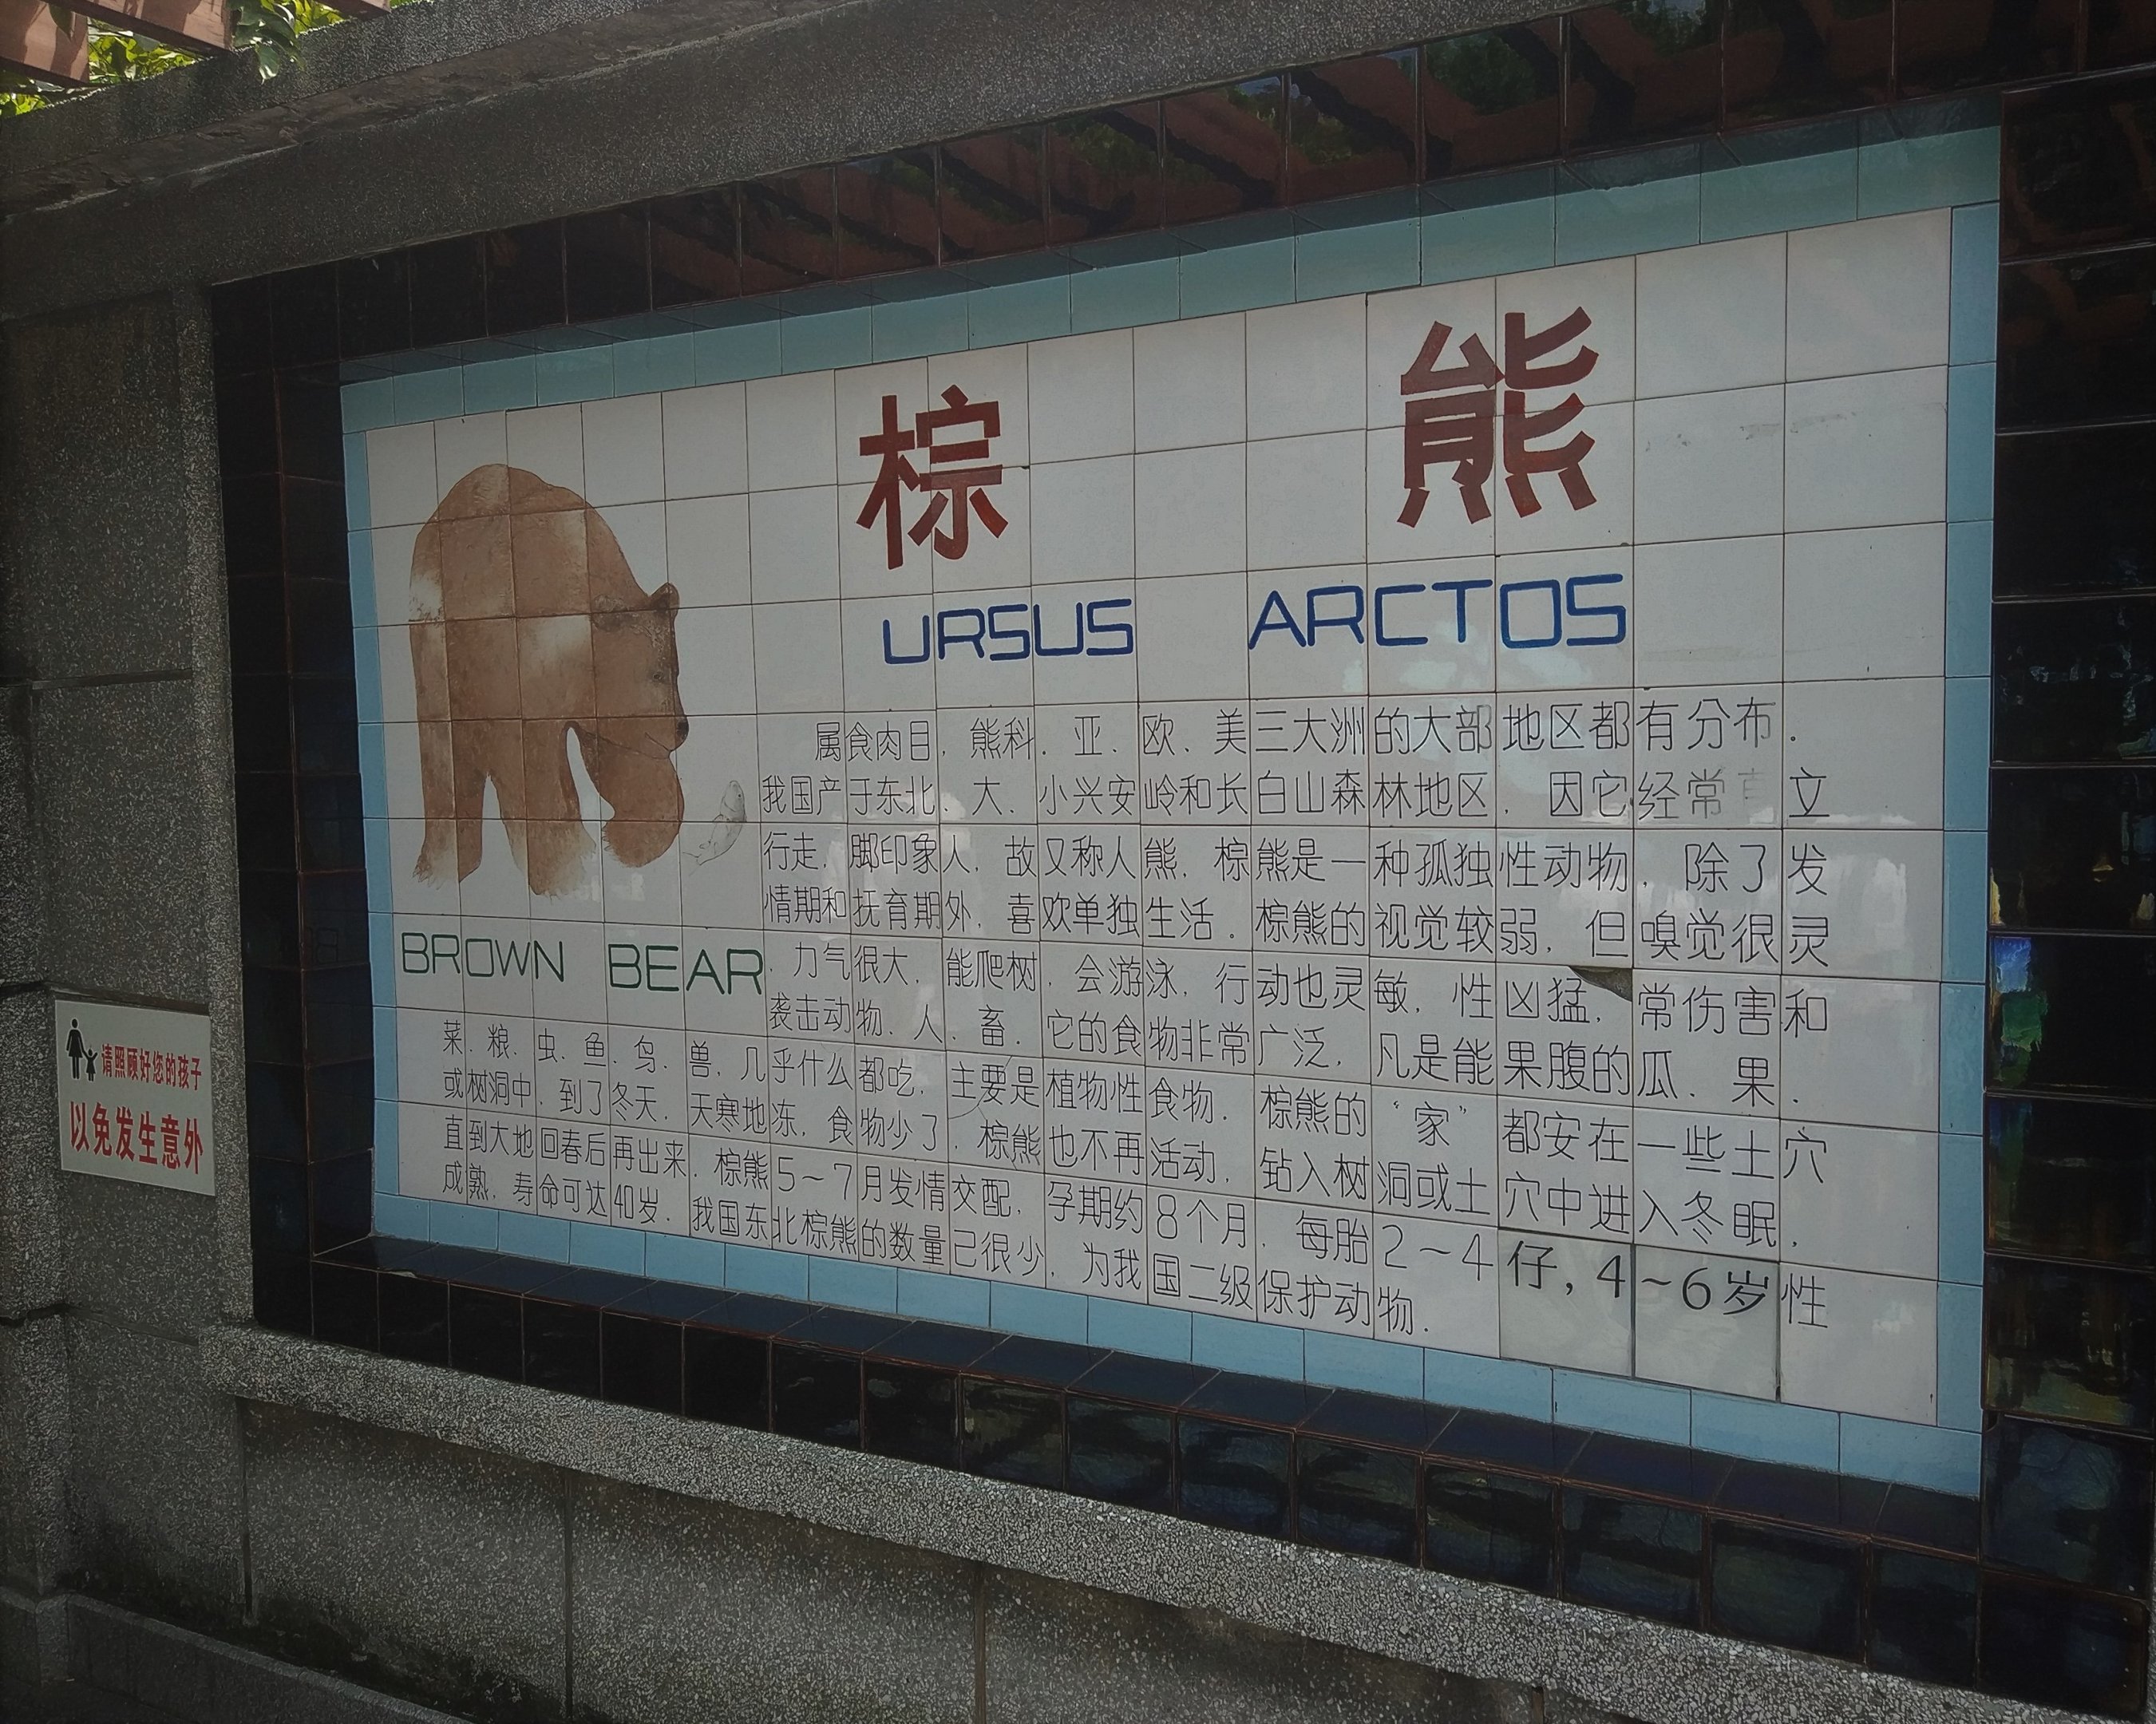 棕 熊
URSUS ARCTOS
属食肉目，熊科．亚、欧、美三大洲的大部地区都有分布．
我国产于东北、大、小兴安岭和长白山森林地区．因它经常直立
行走，脚印象人，故又称人熊．棕熊是一种孤独性动物，除了发
情期和抚育期外，喜欢单独生活．棕熊的视觉较弱，但嗅觉很灵
BROWN BEAR
．力气很大，能爬树，会游泳，行动也灵敏，性凶猛，常伤害和
袭击动物、人、畜．它的食物非常广泛，凡是能果腹的瓜、果、
菜、粮、虫、鱼、鸟、兽，几乎什么都吃，主要是植物性食物．棕熊的“家”都安在一些土穴
或树洞中．到了冬天，天寒地冻，食物少了．棕熊也不再活动，钻入树洞或土穴中进入冬眠，
直到大地回春后再出来．棕熊5～7月发情交配，孕期约8个月，每胎2～4仔，4～6岁性
成熟，寿命可达40岁．我国东北棕熊的数量己很少，为我国二级保护动物．
请照顾好您的孩子
以免发生意外